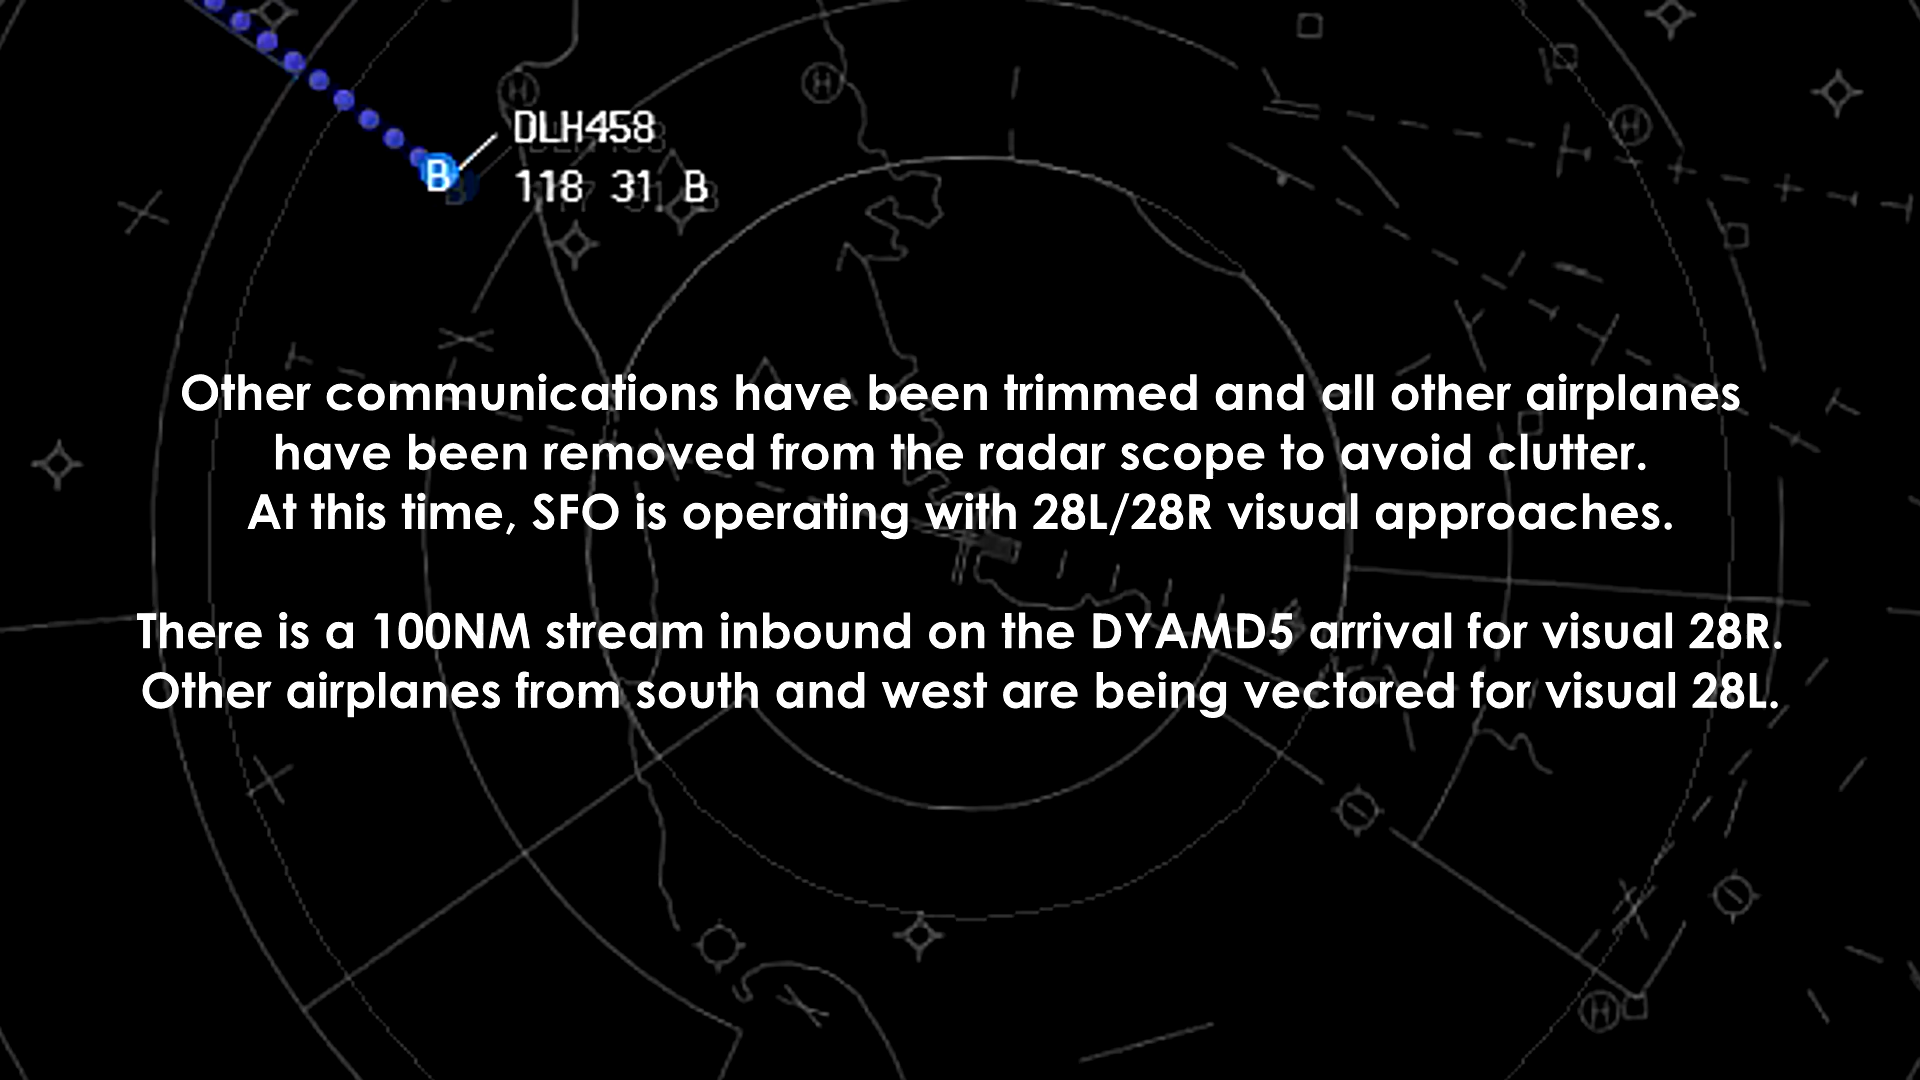 DLH458
B 118 31 B
Other communications have been trimmed and all other airplanes
have been removed from the radar scope to avoid clutter.
At this time, SFO is operating with 28L/28R visual approaches.
There is a 100NM stream inbound on the DYAMD5 arrival for visual 28R.
Other airplanes from south and west are being vectored for visual 28L.